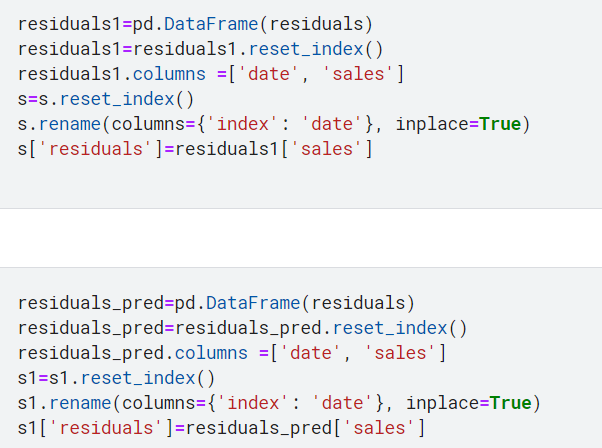 residuals1=pd.DataFrame(residuals)
residuals1=residuals1.reset_index()
residuals1.columns =['date', 'sales']
s=s.reset_index()
s.rename(columns={'index': 'date'}, inplace=True)
s['residuals']=residuals1['sales']
residuals_pred=pd.DataFrame(residuals)
residuals_pred=residuals_pred.reset_index()
residuals_pred.columns =['date', 'sales']
s1=s1.reset_index()
s1.rename(columns={'index': 'date'}, inplace=True)
s1['residuals']=residuals_pred['sales']